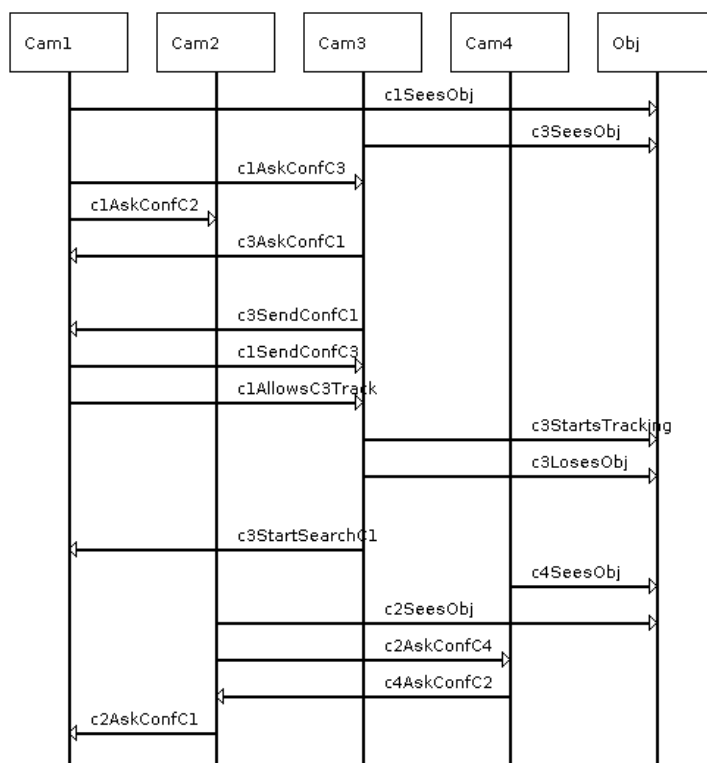 Cam1
Cam2
Cam3
Cam4
Obj
c1SeesObj
c3SeesObj
c1AskConfC3
c1AskConfC2
c3AskConfC1
c3SendConfC1
c1SendConfC3
c1AllowsC3Track
c3StartsTracking
c3LosesObj
c3StartSearchC1
c4SeesObj
c2SeesObj
c2AskConfC4
c4AskConfC2
c2AskConfC1